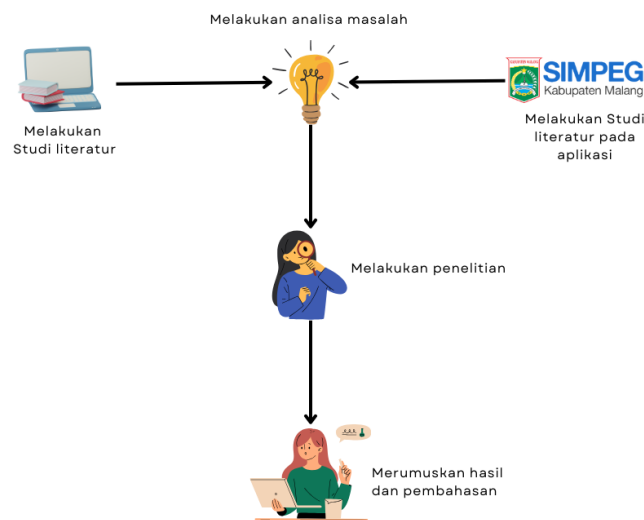 Melakukan analisa masalah
SIMPEG
Kabupaten Malang
Melakukan
Studi literatur
Melakukan Studi
literatur pada
aplikasi
Melakukan penelitian
Merumuskan hasil
dan pembahasan